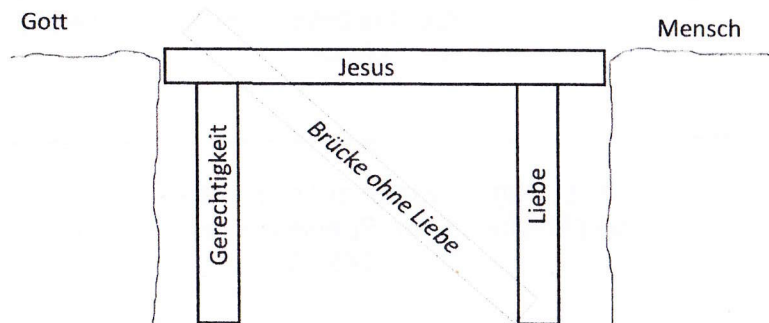 Gott
Mensch
Jesus
Gerechtigkeit
Brücke ohne Liebe
Liebe